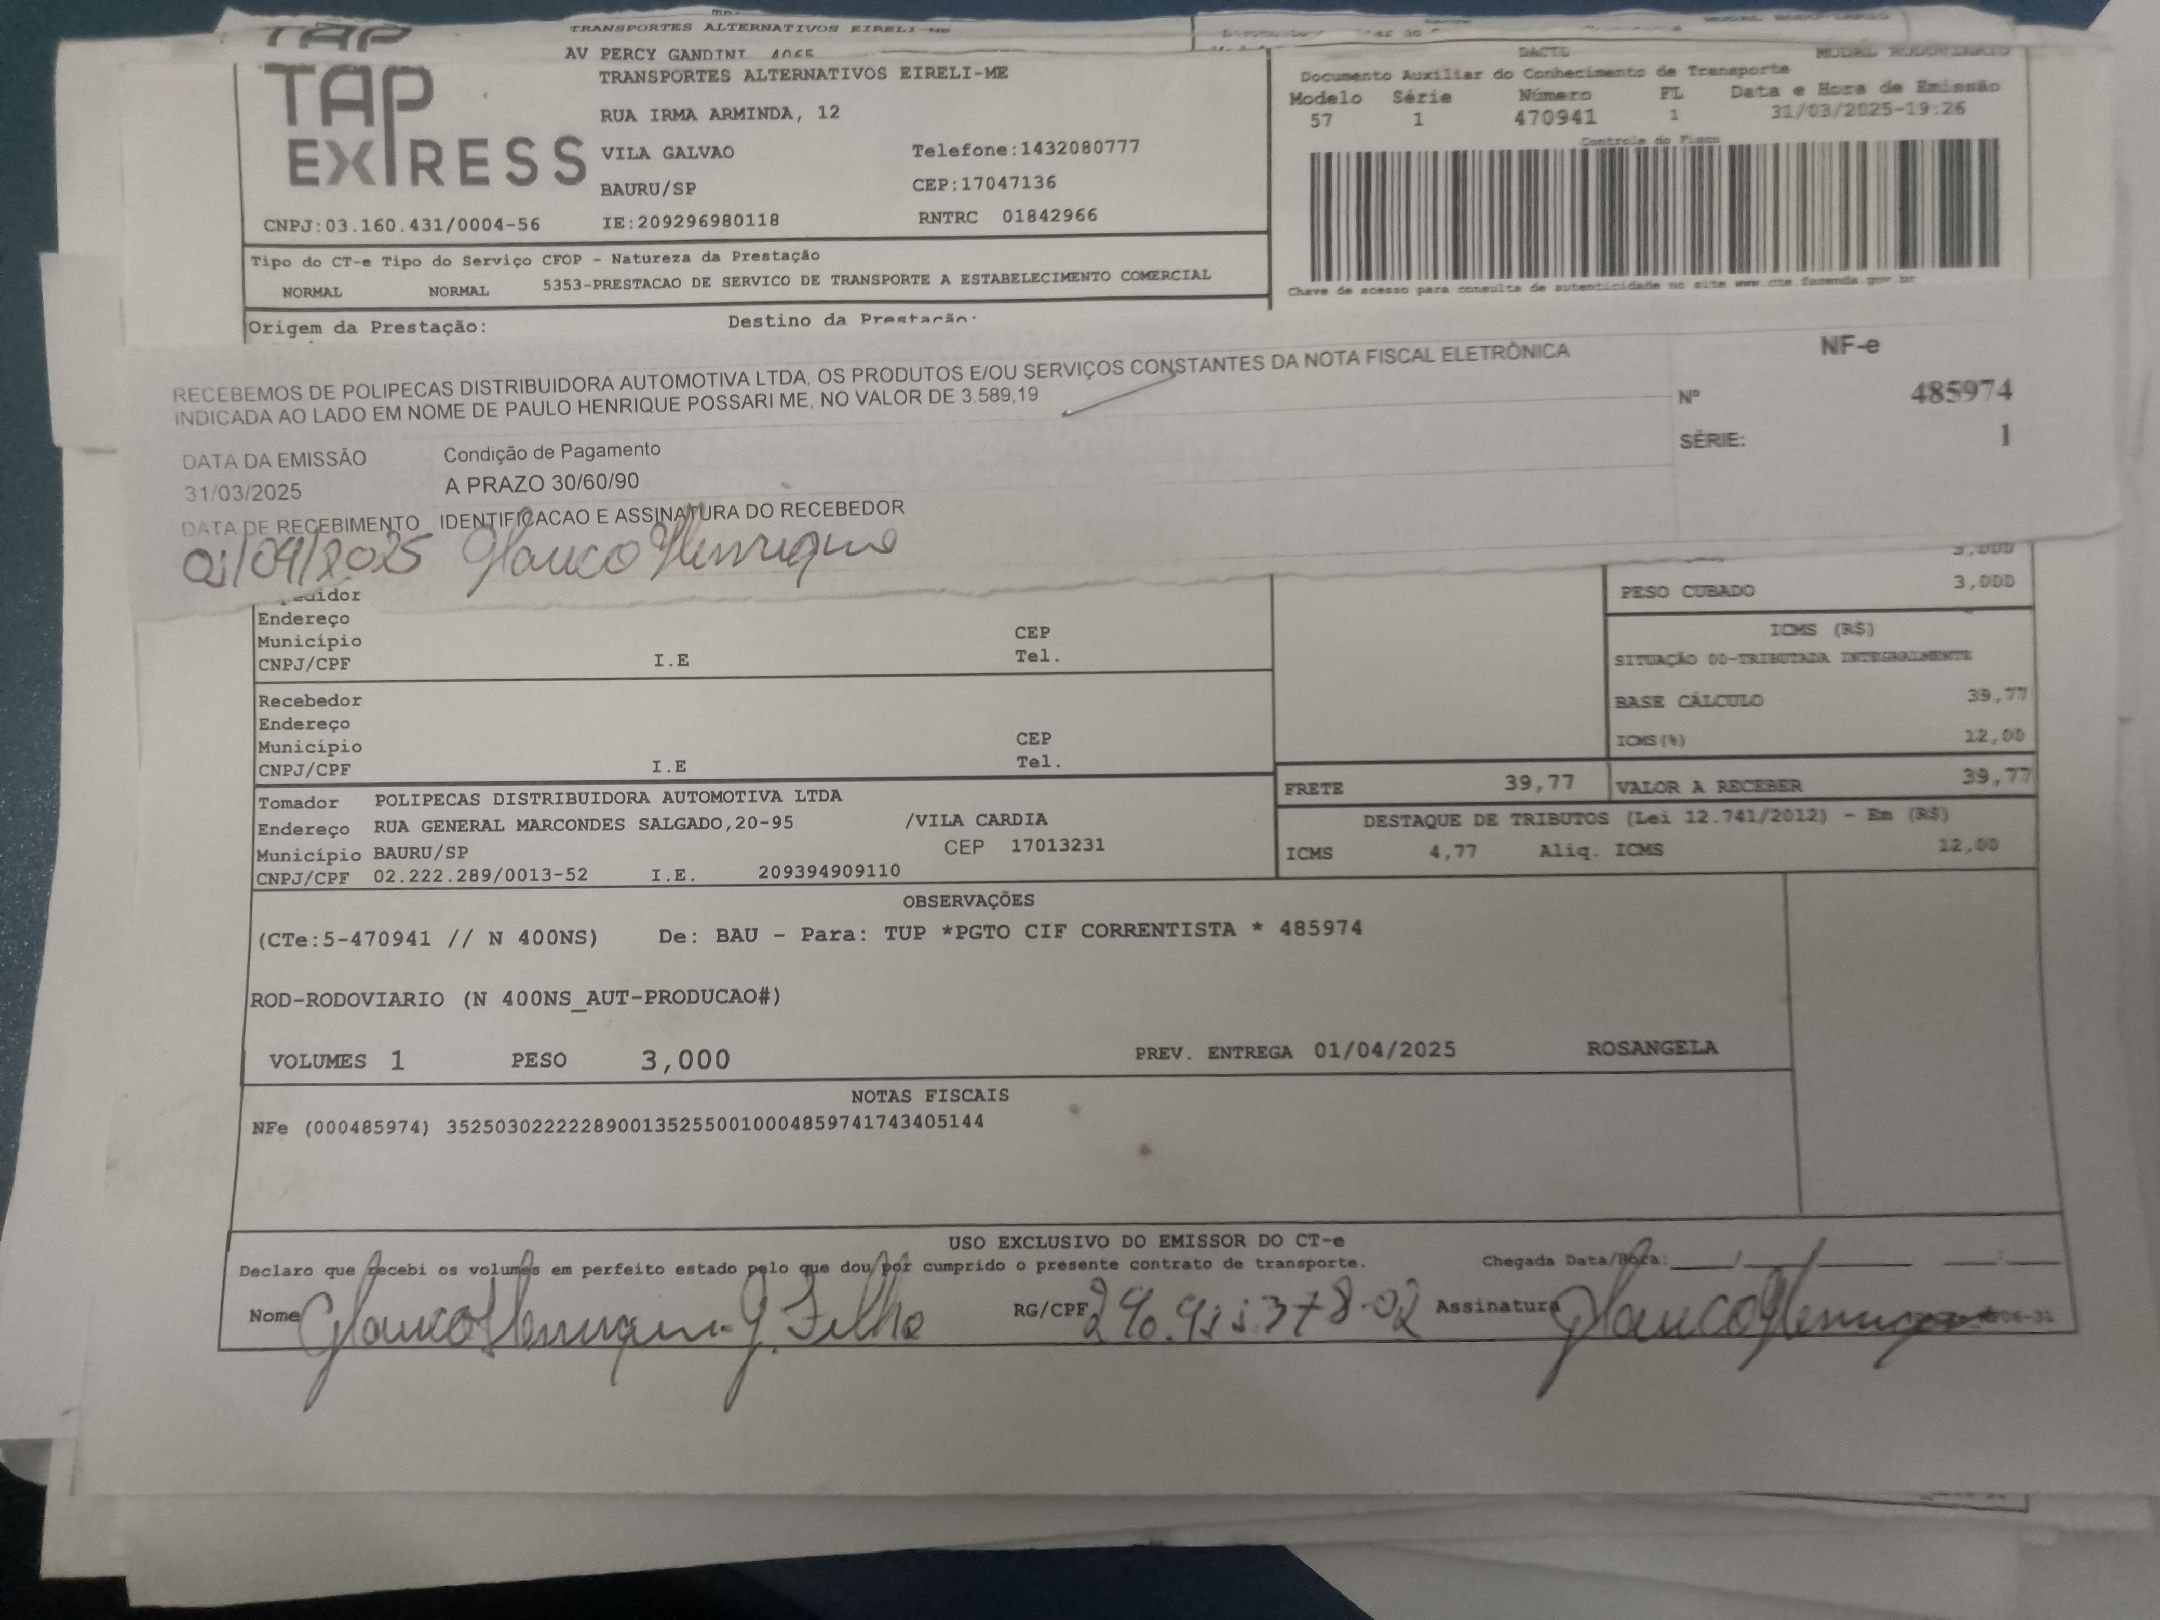 TAP
TRANSPORTES ALTERNATIVOS EIRELI-ME
AV PERCY GANDINI
TAP EXPRESS
TRANSPORTES ALTERNATIVOS EIRELI-ME
RUA IRMA ARMINDA, 12
VILA GALVAO Telefone:1432080777
BAURU/SP CEP:17047136
CNPJ:03.160.431/0004-56 IE:209296980118 RNTRC 01842966
DACTE MODAL RODOVIARIO
Documento Auxiliar do Conhecimento de Transporte
Modelo Série Número FL Data e Hora de Emissão
57 1 470941 1 31/03/2025-19:26
Controle do Fisco
Chave de acesso para consulta de autenticidade no site www.cte.fazenda.gov.br
Tipo do CT-e Tipo do Serviço CFOP - Natureza da Prestação
NORMAL NORMAL 5353-PRESTACAO DE SERVICO DE TRANSPORTE A ESTABELECIMENTO COMERCIAL
Origem da Prestação: Destino da Prestação:
RECEBEMOS DE POLIPECAS DISTRIBUIDORA AUTOMOTIVA LTDA, OS PRODUTOS E/OU SERVIÇOS CONSTANTES DA NOTA FISCAL ELETRÔNICA
INDICADA AO LADO EM NOME DE PAULO HENRIQUE POSSARI ME, NO VALOR DE 3.589,19
NF-e
Nº 485974
SÉRIE: 1
DATA DA EMISSÃO Condição de Pagamento
31/03/2025 A PRAZO 30/60/90
DATA DE RECEBIMENTO IDENTIFICACAO E ASSINATURA DO RECEBEDOR
01/04/2025 Glauco Henrique
3,000
PESO CUBADO 3,000
Endereço
Município CEP
CNPJ/CPF I.E Tel.
ICMS (R$)
SITUAÇÃO 00-TRIBUTADA INTEGRALMENTE
BASE CÁLCULO 39,77
ICMS(%) 12,00
Recebedor
Endereço
Município CEP
CNPJ/CPF I.E Tel.
FRETE 39,77 VALOR A RECEBER 39,77
Tomador POLIPECAS DISTRIBUIDORA AUTOMOTIVA LTDA
Endereço RUA GENERAL MARCONDES SALGADO,20-95 /VILA CARDIA
Município BAURU/SP CEP 17013231
CNPJ/CPF 02.222.289/0013-52 I.E. 209394909110
DESTAQUE DE TRIBUTOS (Lei 12.741/2012) - Em (R$)
ICMS 4,77 Aliq. ICMS 12,00
OBSERVAÇÕES
(CTe:5-470941 // N 400NS) De: BAU - Para: TUP *PGTO CIF CORRENTISTA * 485974
ROD-RODOVIARIO (N 400NS_AUT-PRODUCAO#)
VOLUMES 1 PESO 3,000 PREV. ENTREGA 01/04/2025 ROSANGELA
NOTAS FISCAIS
NFe (000485974) 35250302222289001352550010004859741743405144
USO EXCLUSIVO DO EMISSOR DO CT-e
Declaro que recebi os volumes em perfeito estado pelo que dou por cumprido o presente contrato de transporte. Chegada Data/Hora:
Nome Glauco Henrique G. Filho RG/CPF Assinatura Glauco Henrique